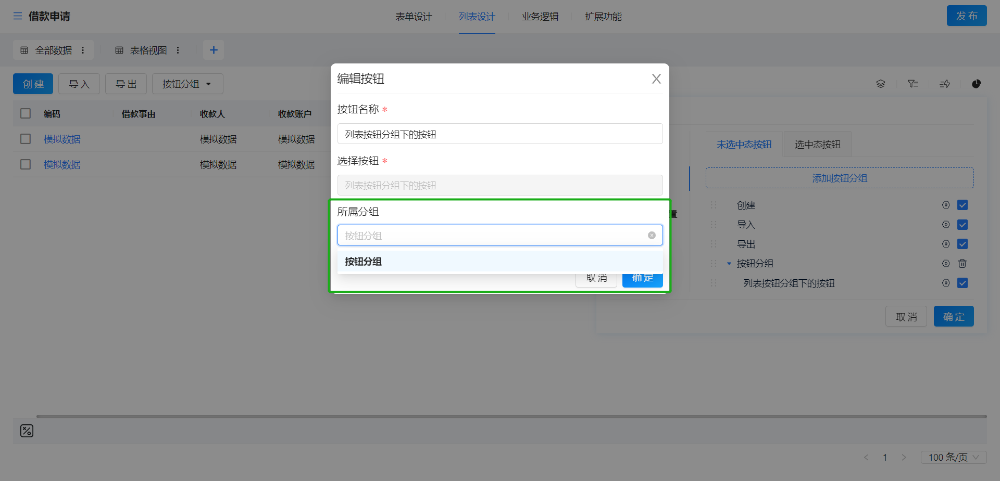 借款申请
表单设计
列表设计
业务逻辑
扩展功能
发布
全部数据
表格视图
创建
导入
导出
按钮分组
编码
借款事由
收款人
收款账户
模拟数据
模拟数据
模拟数据
模拟数据
模拟数据
模拟数据
编辑按钮
按钮名称 *
列表按钮分组下的按钮
选择按钮 *
列表按钮分组下的按钮
所属分组
按钮分组
按钮分组
取消
确定
置
未选中态按钮
选中态按钮
添加按钮分组
创建
导入
导出
按钮分组
列表按钮分组下的按钮
取消
确定
1
100 条/页